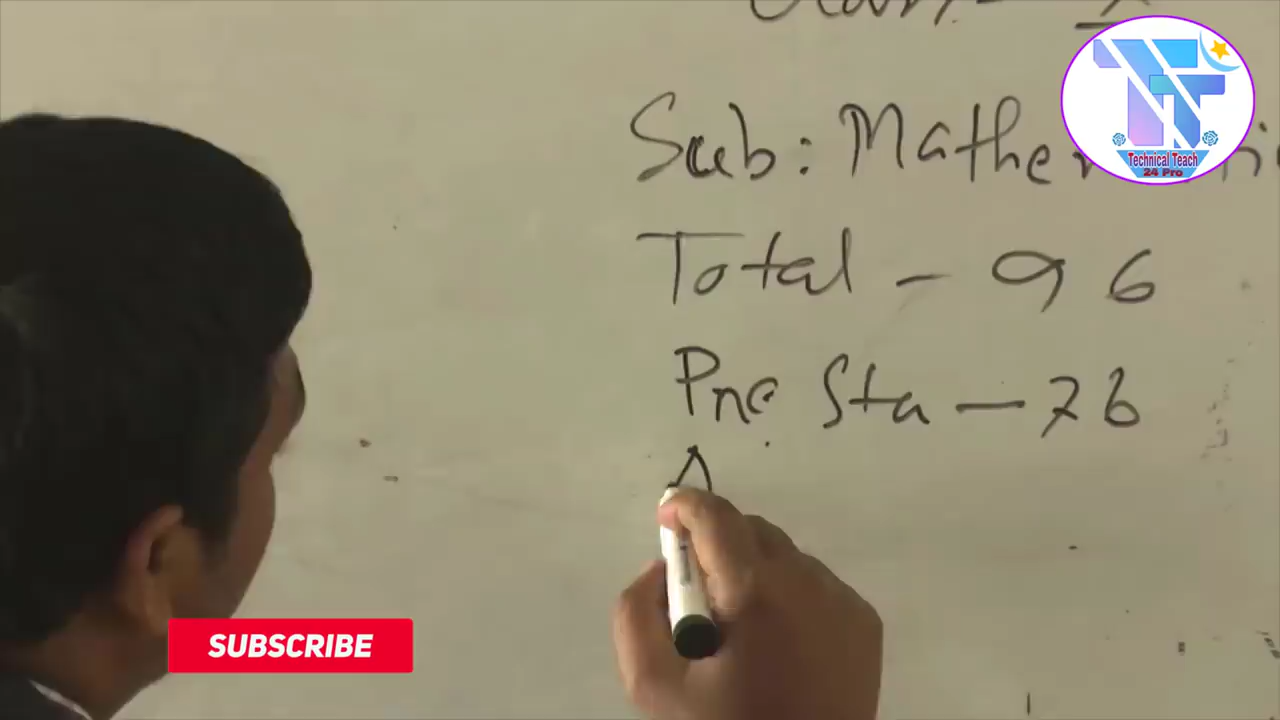 Sub: Mathe
Total - 96
Pre Sta - 76
A
Technical Teach
24 Pro
SUBSCRIBE